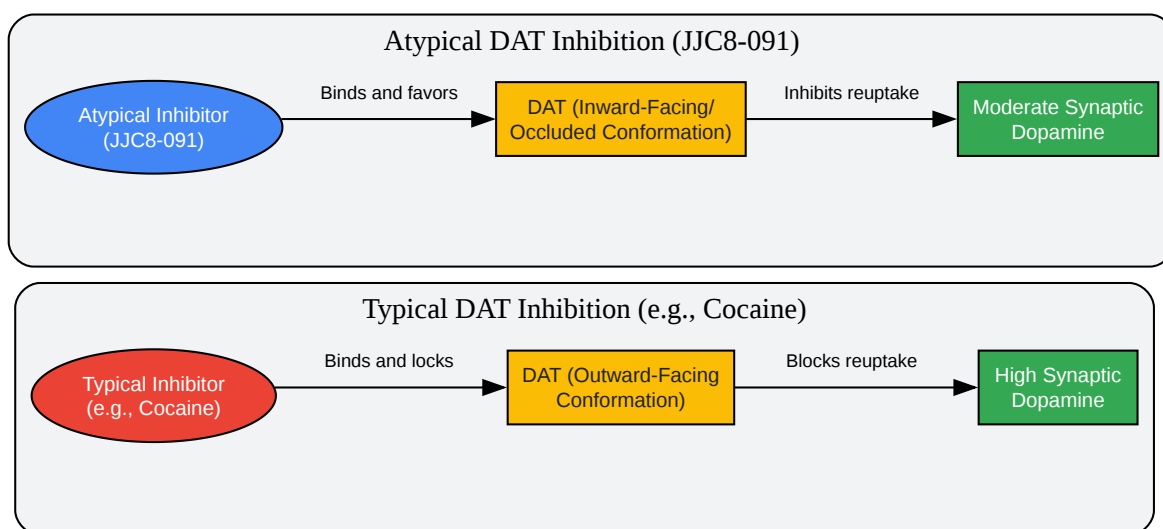 Atypical DAT Inhibition (JJC8-091)
Atypical Inhibitor
(JJC8-091)
Binds and favors
DAT (Inward-Facing/
Occluded Conformation)
Inhibits reuptake
Moderate Synaptic
Dopamine
Typical DAT Inhibition (e.g., Cocaine)
Typical Inhibitor
(e.g., Cocaine)
Binds and locks
DAT (Outward-Facing
Conformation)
Blocks reuptake
High Synaptic
Dopamine